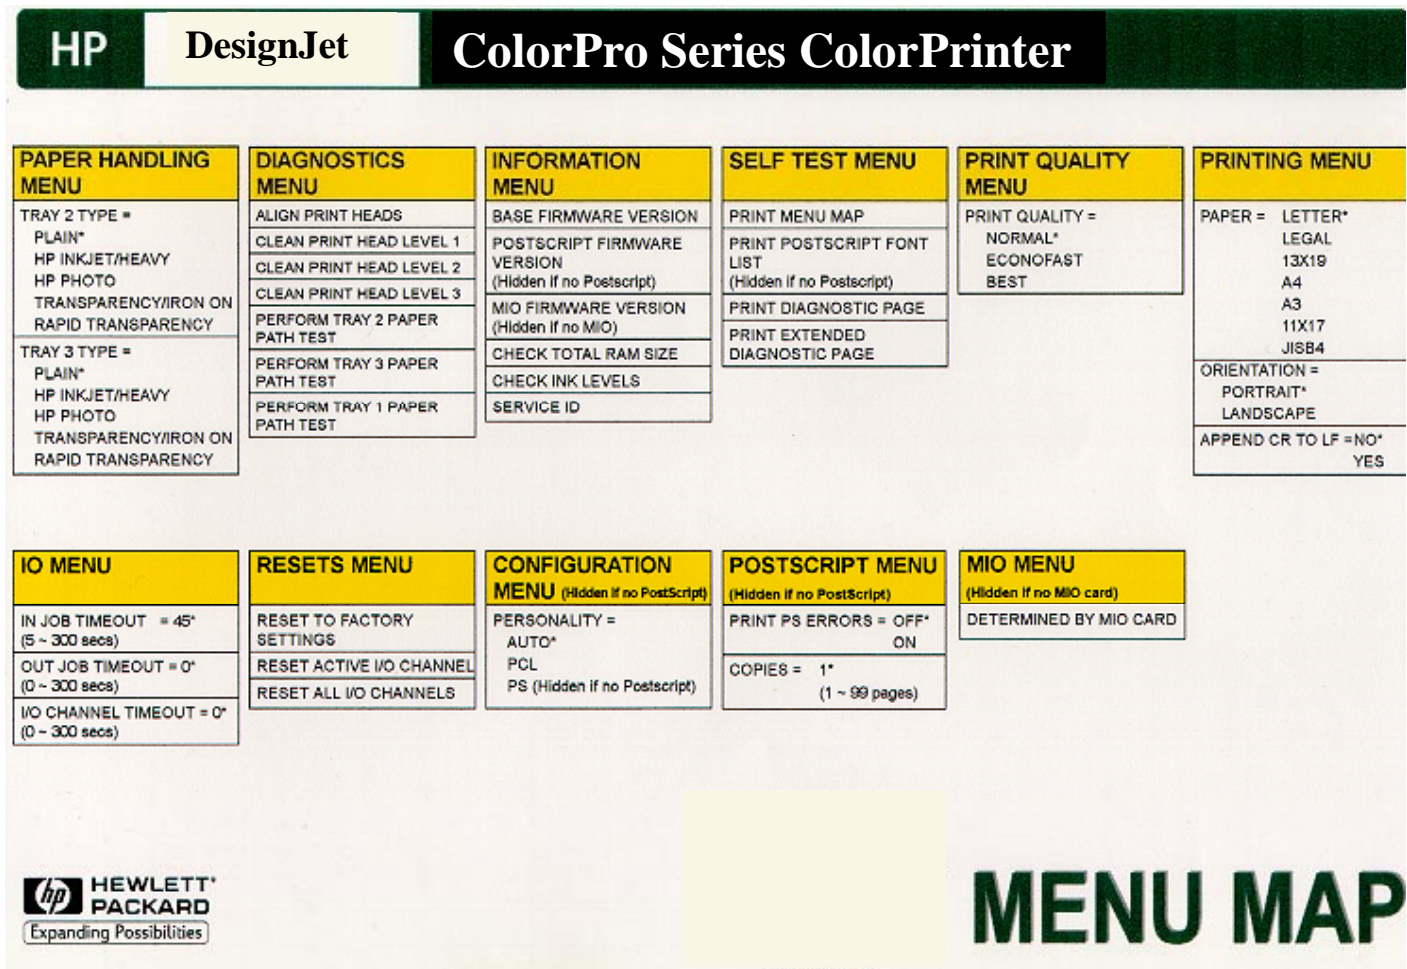 HP DesignJet ColorPro Series ColorPrinter
PAPER HANDLING
MENU
TRAY 2 TYPE =
PLAIN*
HP INKJET/HEAVY
HP PHOTO
TRANSPARENCY/IRON ON
RAPID TRANSPARENCY
TRAY 3 TYPE =
PLAIN*
HP INKJET/HEAVY
HP PHOTO
TRANSPARENCY/IRON ON
RAPID TRANSPARENCY
DIAGNOSTICS
MENU
ALIGN PRINT HEADS
CLEAN PRINT HEAD LEVEL 1
CLEAN PRINT HEAD LEVEL 2
CLEAN PRINT HEAD LEVEL 3
PERFORM TRAY 2 PAPER
PATH TEST
PERFORM TRAY 3 PAPER
PATH TEST
PERFORM TRAY 1 PAPER
PATH TEST
INFORMATION
MENU
BASE FIRMWARE VERSION
POSTSCRIPT FIRMWARE
VERSION
(Hidden if no Postscript)
MIO FIRMWARE VERSION
(Hidden if no MIO)
CHECK TOTAL RAM SIZE
CHECK INK LEVELS
SERVICE ID
SELF TEST MENU
PRINT MENU MAP
PRINT POSTSCRIPT FONT
LIST
(Hidden if no Postscript)
PRINT DIAGNOSTIC PAGE
PRINT EXTENDED
DIAGNOSTIC PAGE
PRINT QUALITY
MENU
PRINT QUALITY =
NORMAL*
ECONOFAST
BEST
PRINTING MENU
PAPER = LETTER*
LEGAL
13X19
A4
A3
11X17
JISB4
ORIENTATION =
PORTRAIT*
LANDSCAPE
APPEND CR TO LF =NO*
YES
IO MENU
IN JOB TIMEOUT = 45*
(5 ~ 300 secs)
OUT JOB TIMEOUT = 0*
(0 ~ 300 secs)
I/O CHANNEL TIMEOUT = 0*
(0 ~ 300 secs)
RESETS MENU
RESET TO FACTORY
SETTINGS
RESET ACTIVE I/O CHANNEL
RESET ALL I/O CHANNELS
CONFIGURATION
MENU (Hidden if no PostScript)
PERSONALITY =
AUTO*
PCL
PS (Hidden if no Postscript)
POSTSCRIPT MENU
(Hidden if no PostScript)
PRINT PS ERRORS = OFF*
ON
COPIES = 1*
(1 ~ 99 pages)
MIO MENU
(Hidden if no MIO card)
DETERMINED BY MIO CARD
hp HEWLETT
PACKARD
Expanding Possibilities
MENU MAP